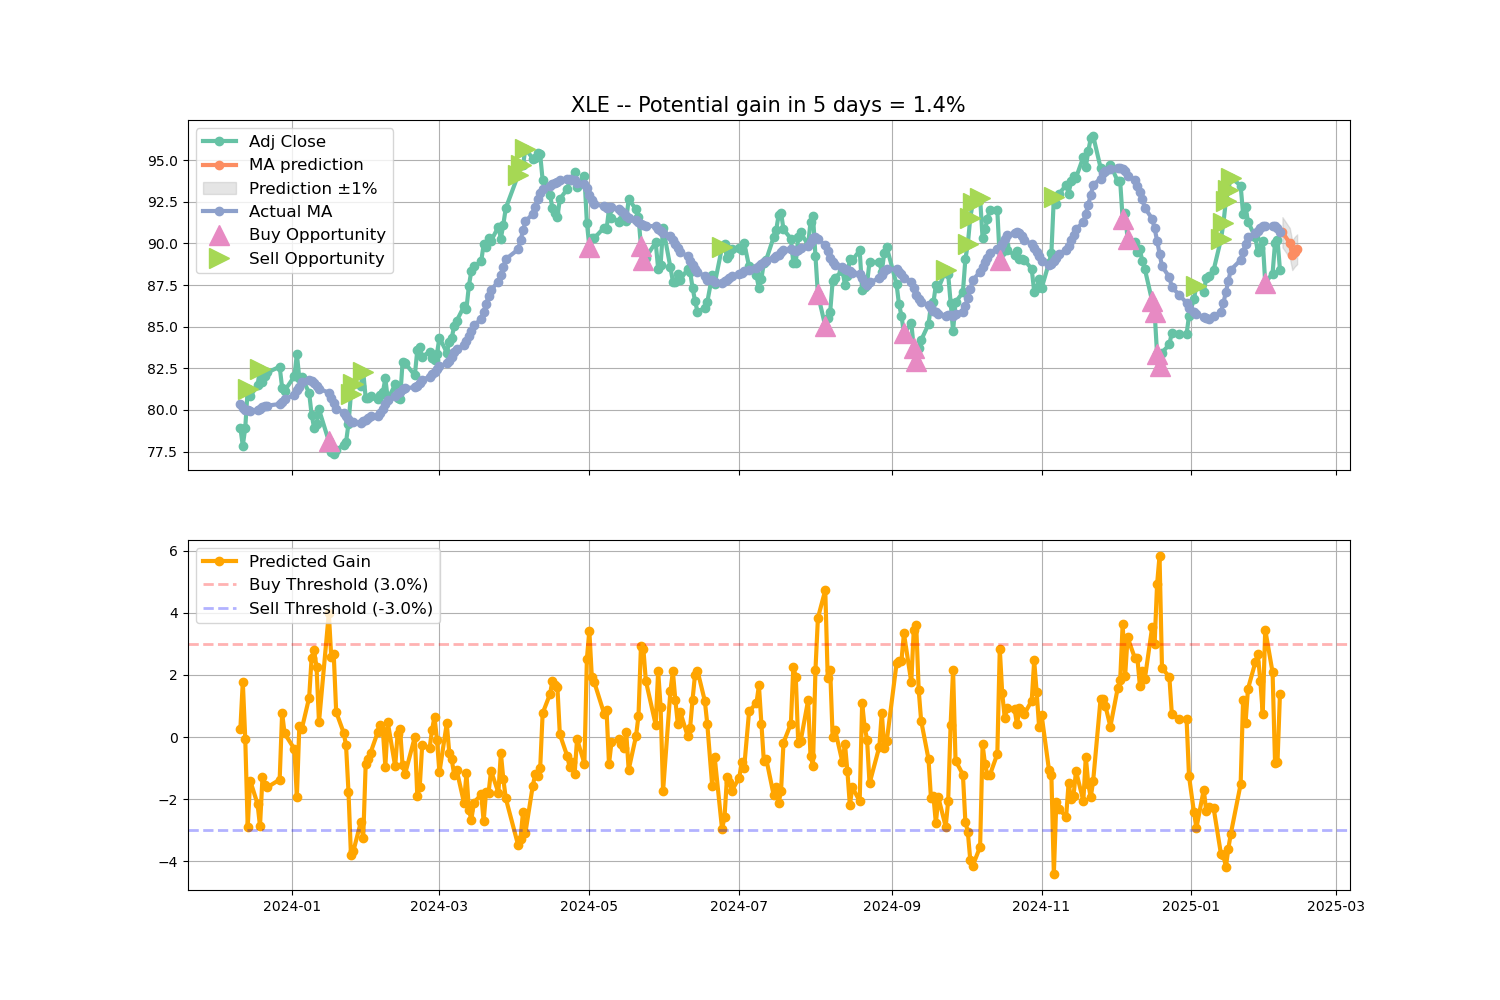 XLE -- Potential gain in 5 days = 1.4%
Adj Close
MA prediction
Prediction ±1%
Actual MA
Buy Opportunity
Sell Opportunity
95.0
92.5
90.0
87.5
85.0
82.5
80.0
77.5
Predicted Gain
Buy Threshold (3.0%)
Sell Threshold (-3.0%)
6
4
2
0
−2
−4
2024-01
2024-03
2024-05
2024-07
2024-09
2024-11
2025-01
2025-03